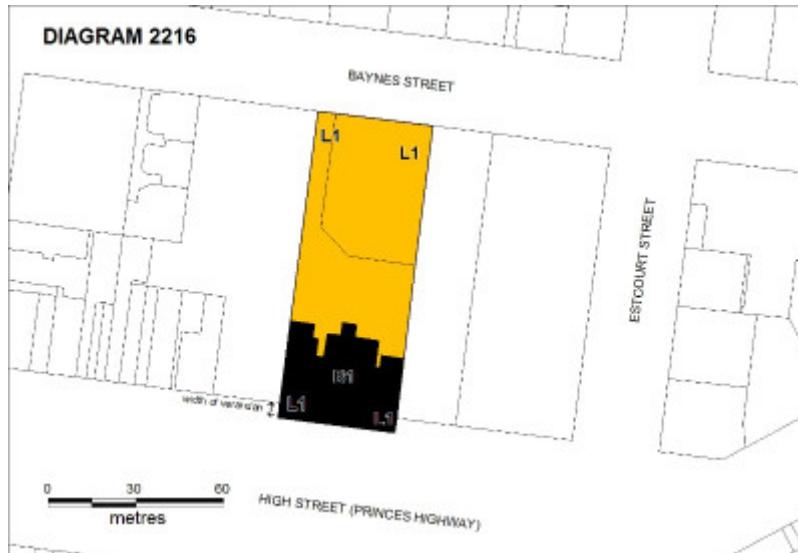 DIAGRAM 2216
BAYNES STREET
L1
L1
ESTCOURT STREET
B1
width of verandah
L1
L1
0 30 60
metres
HIGH STREET (PRINCES HIGHWAY)